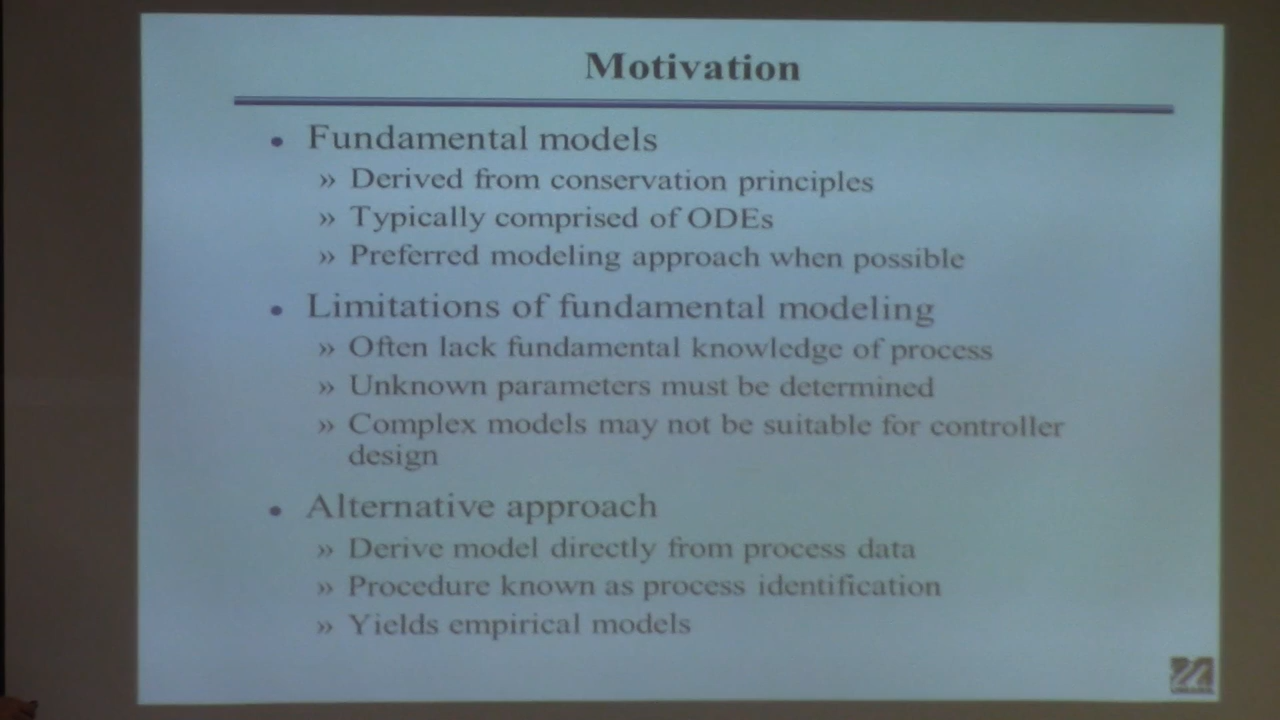 Motivation
• Fundamental models
» Derived from conservation principles
» Typically comprised of ODEs
» Preferred modeling approach when possible
• Limitations of fundamental modeling
» Often lack fundamental knowledge of process
» Unknown parameters must be determined
» Complex models may not be suitable for controller
design
• Alternative approach
» Derive model directly from process data
» Procedure known as process identification
» Yields empirical models